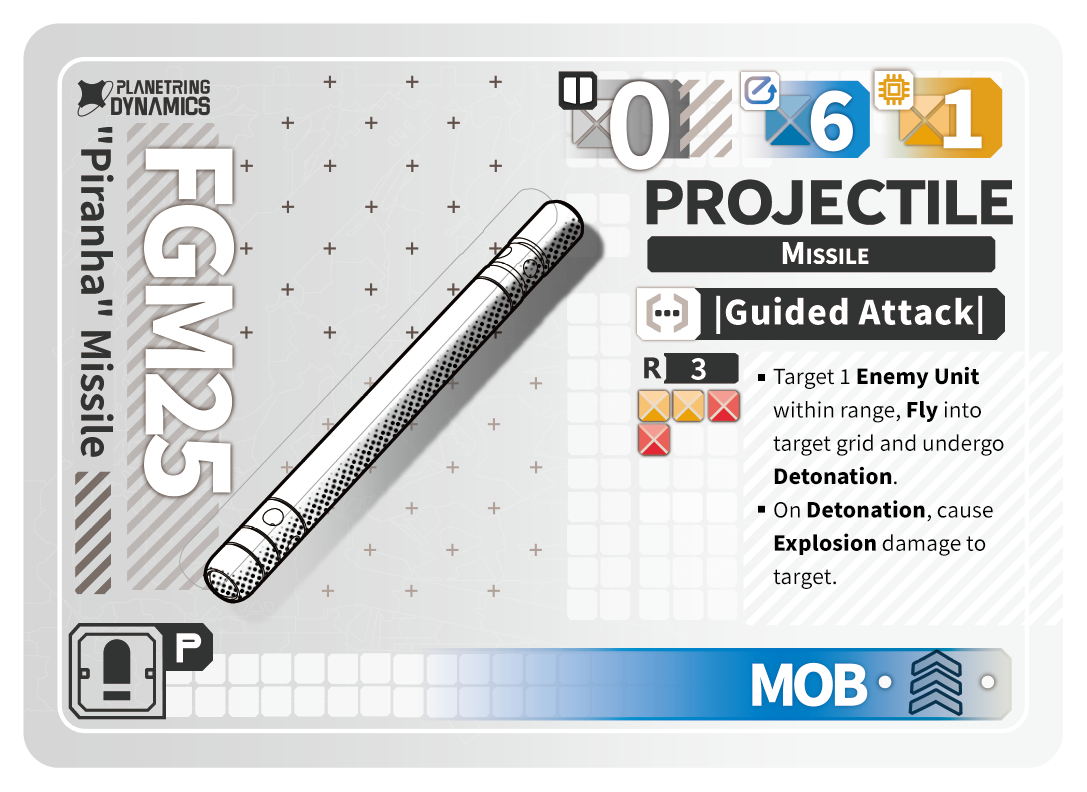 PLANETRING
DYNAMICS
"Piranha" Missile
FGM25
0
6
1
PROJECTILE
MISSILE
|Guided Attack|
R 3
▪ Target 1 Enemy Unit
within range, Fly into
target grid and undergo
Detonation.
▪ On Detonation, cause
Explosion damage to
target.
P
MOB